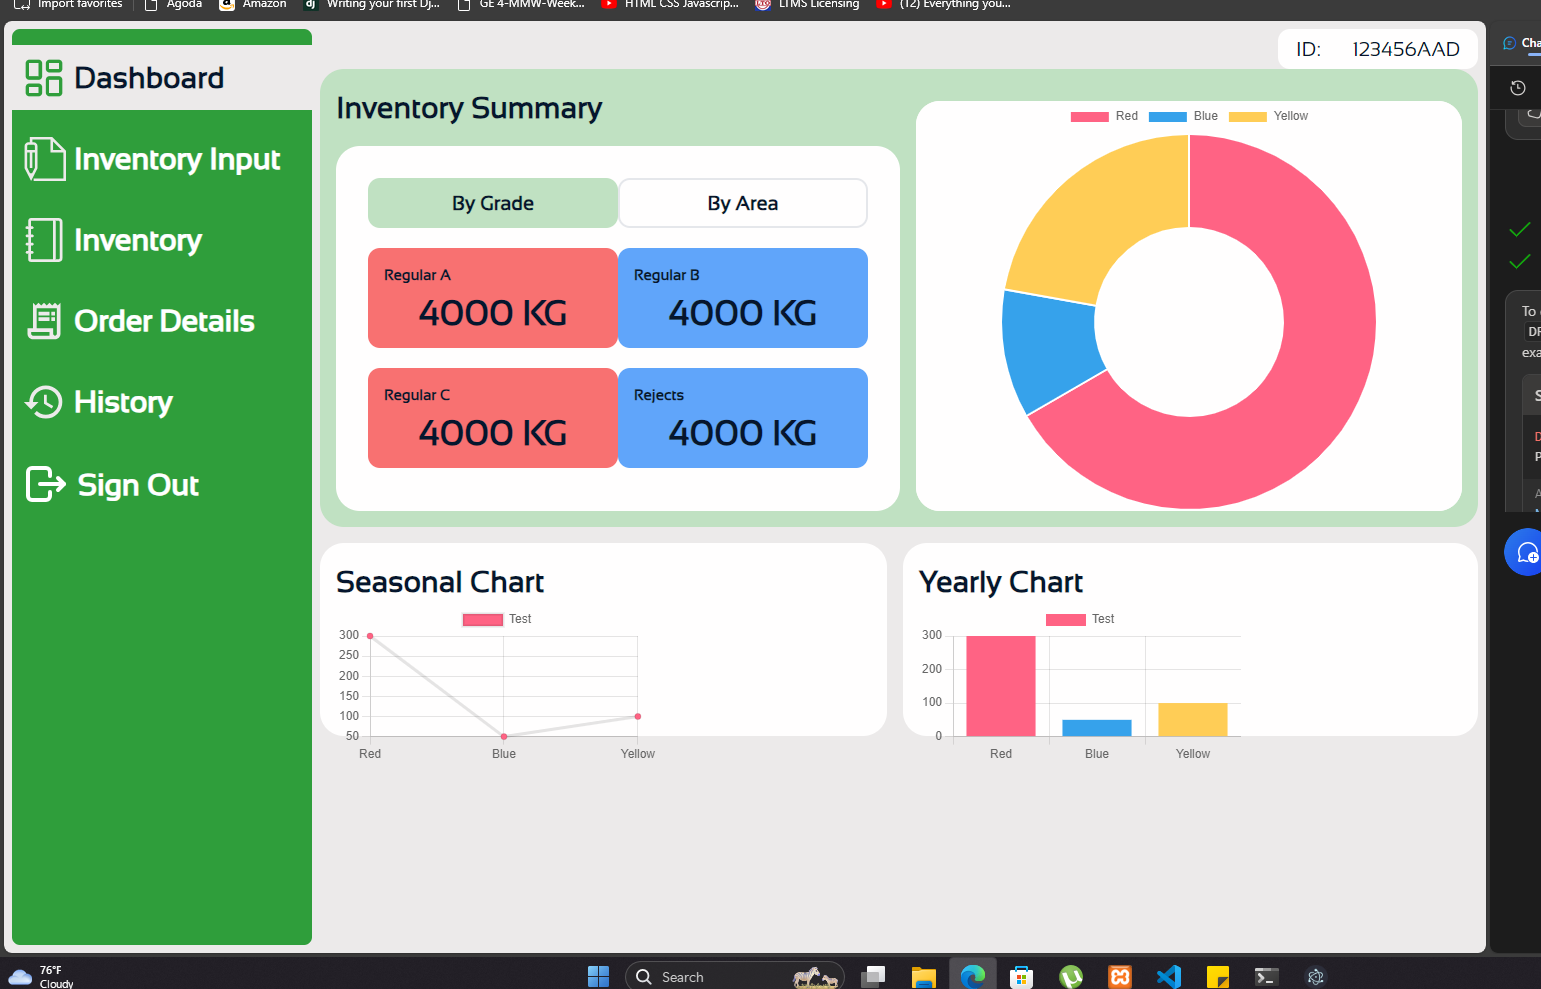 Import favorites Agoda Amazon Writing your first Dj... GE 4-MMW-Week... HTML CSS Javascrip... LTMS Licensing (12) Everything you...
ID: 123456AAD
Cha
Dashboard
Inventory Input
Inventory
Order Details
History
Sign Out
Inventory Summary
By Grade By Area
Regular A Regular B
4000 KG 4000 KG
Regular C Rejects
4000 KG 4000 KG
Red Blue Yellow
To
exa
Seasonal Chart
Test
300
250
200
150
100
50
Red Blue Yellow
Yearly Chart
Test
300
200
100
0
Red Blue Yellow
76°F
Cloudy
Search